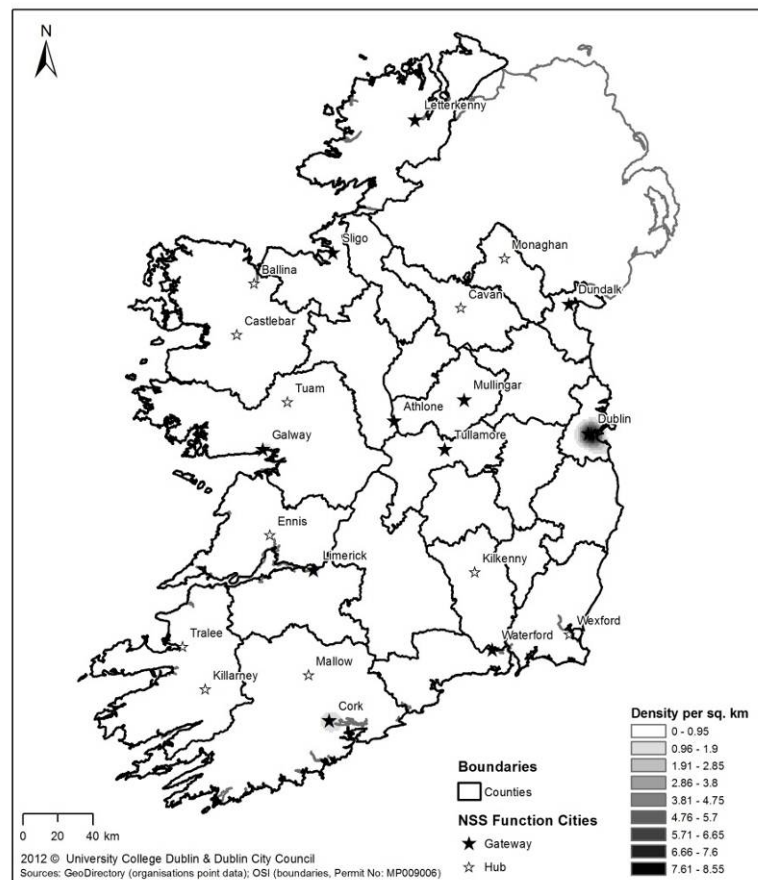 N
Letterkenny
Sligo
Monaghan
Ballina
Cavan
Dundalk
Castlebar
Tuam
Mullingar
Athlone
Dublin
Galway
Tullamore
Ennis
Limerick
Kilkenny
Wexford
Tralee
Waterford
Killarney
Mallow
Cork
Density per sq. km
0 - 0.95
0.96 - 1.9
1.91 - 2.85
2.86 - 3.8
3.81 - 4.75
4.76 - 5.7
5.71 - 6.65
6.66 - 7.6
7.61 - 8.55
Boundaries
Counties
NSS Function Cities
Gateway
Hub
0 20 40 km
2012 © University College Dublin & Dublin City Council
Sources: GeoDirectory (organisations point data); OSI (boundaries, Permit No: MP009006)